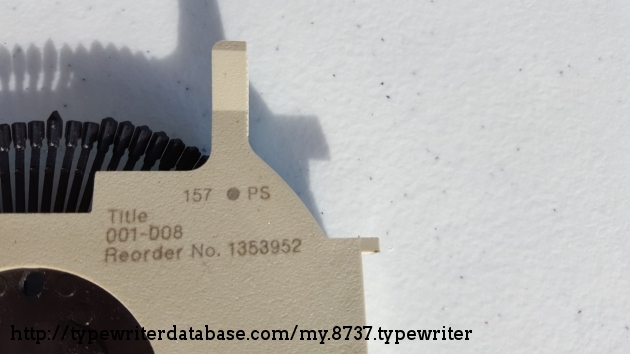 157 ● PS
Title
001-D08
Reorder No. 1353952
http://typewriterdatabase.com/my.8737.typewriter